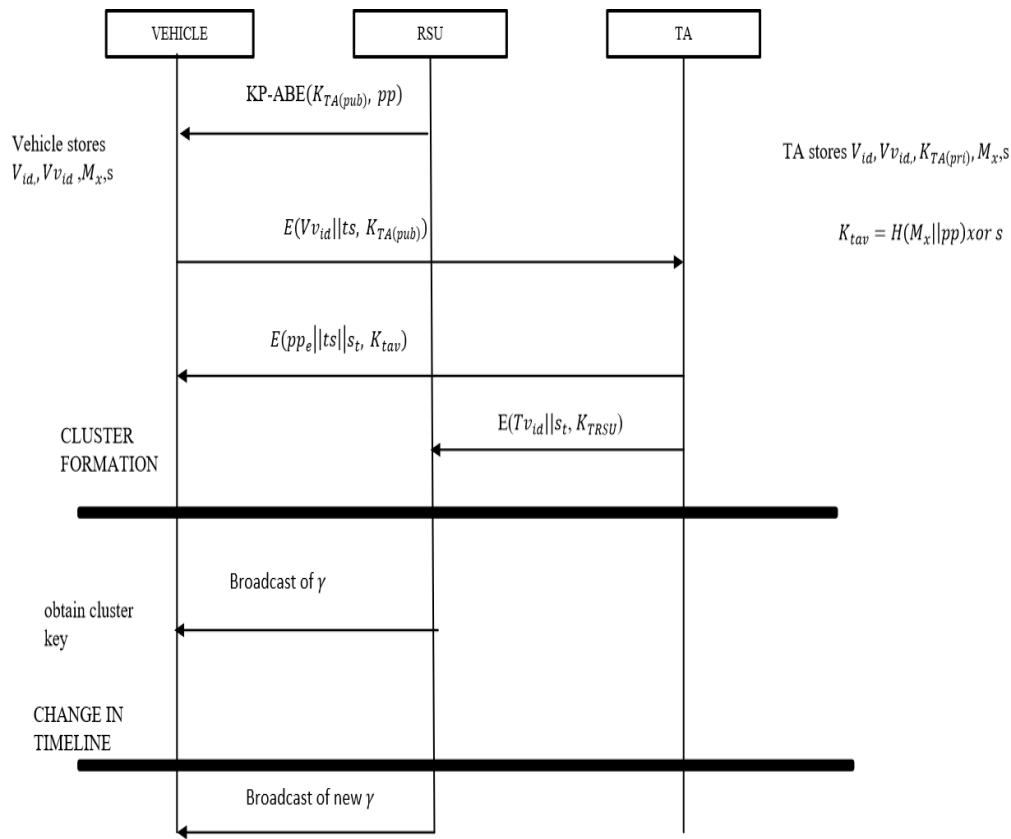 VEHICLE
RSU
TA
KP-ABE(K_{TA(pub)}, pp)
Vehicle stores
V_{id,}, Vv_{id} ,M_x,s
TA stores V_{id}, Vv_{id,}, K_{TA(pri)}, M_x,s
E(Vv_{id}||ts, K_{TA(pub)})
K_{tav} = H(M_x||pp)xor s
E(pp_e||ts||s_t, K_{tav})
E(Tv_{id}||s_t, K_{TRSU})
CLUSTER
FORMATION
Broadcast of γ
obtain cluster
key
CHANGE IN
TIMELINE
Broadcast of new γ